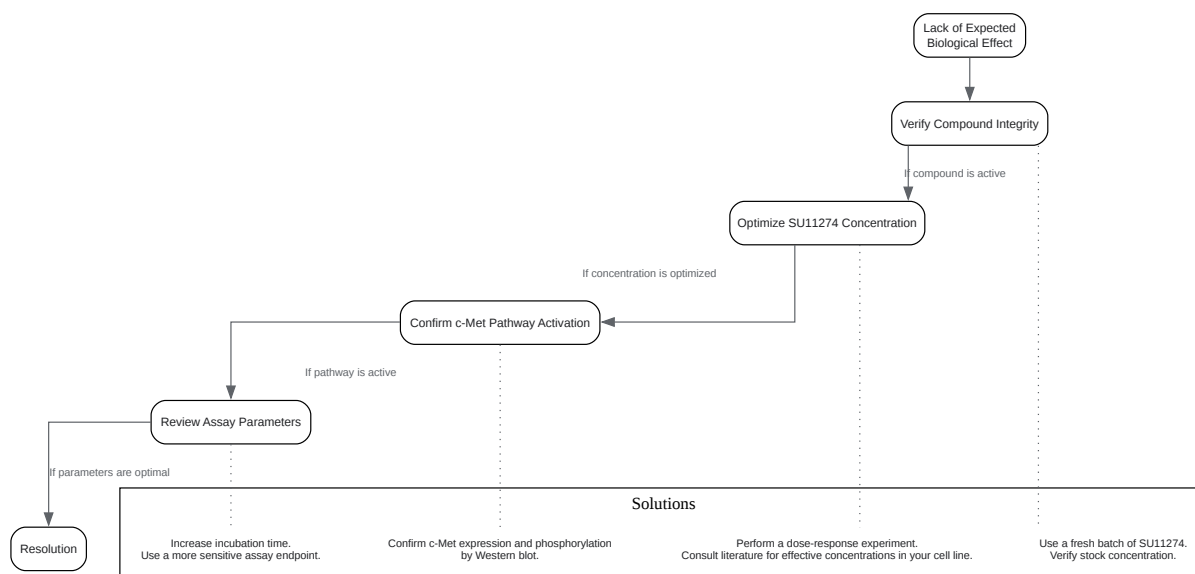 Lack of Expected
Biological Effect
Verify Compound Integrity
If compound is active
Optimize SU11274 Concentration
If concentration is optimized
Confirm c-Met Pathway Activation
If pathway is active
Review Assay Parameters
If parameters are optimal
Solutions
Resolution
Increase incubation time.
Use a more sensitive assay endpoint.
Confirm c-Met expression and phosphorylation
by Western blot.
Perform a dose-response experiment.
Consult literature for effective concentrations in your cell line.
Use a fresh batch of SU11274.
Verify stock concentration.